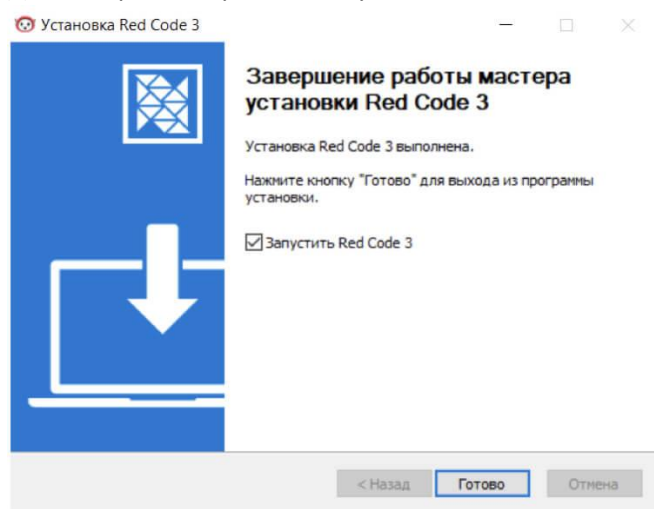 Установка Red Code 3
Завершение работы мастера
установки Red Code 3
Установка Red Code 3 выполнена.
Нажмите кнопку "Готово" для выхода из программы
установки.
Запустить Red Code 3
< Назад
Готово
Отмена